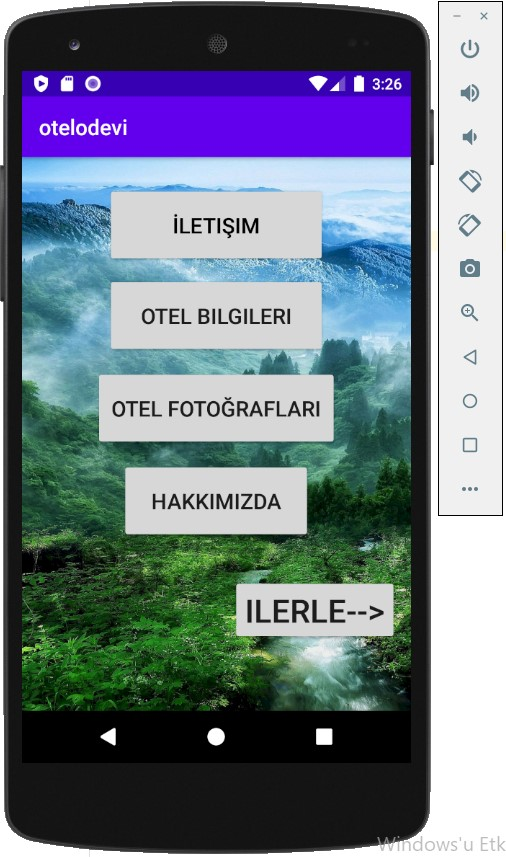 3:26
otelodevi
İLETIŞIM
OTEL BILGILERI
OTEL FOTOĞRAFLARI
HAKKIMIZDA
ILERLE-->
Windows'u Etk